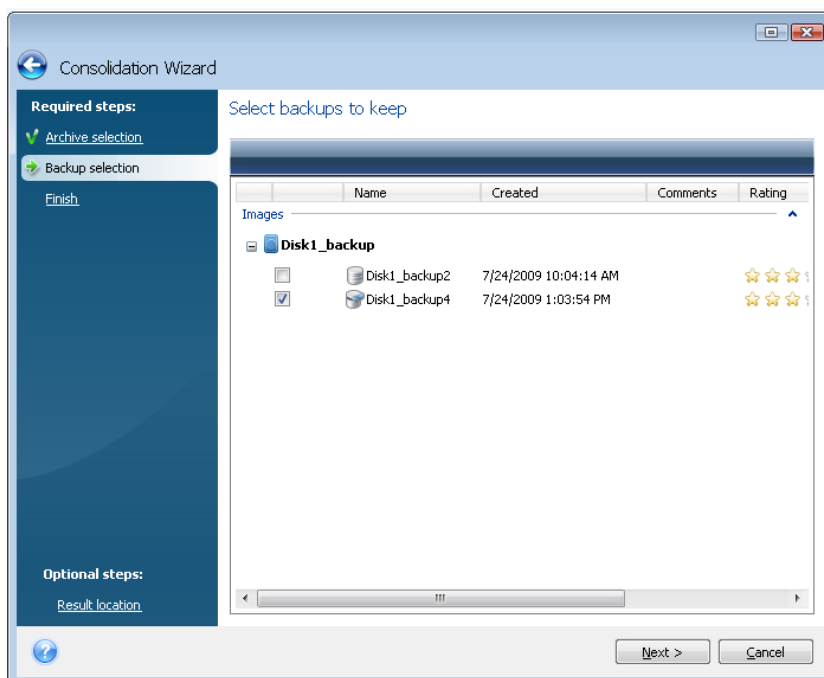 Consolidation Wizard
Required steps:
Archive selection
Backup selection
Finish
Select backups to keep
Name Created Comments Rating
Images
Disk1_backup
Disk1_backup2 7/24/2009 10:04:14 AM
Disk1_backup4 7/24/2009 1:03:54 PM
Optional steps:
Result location
?
Next > Cancel